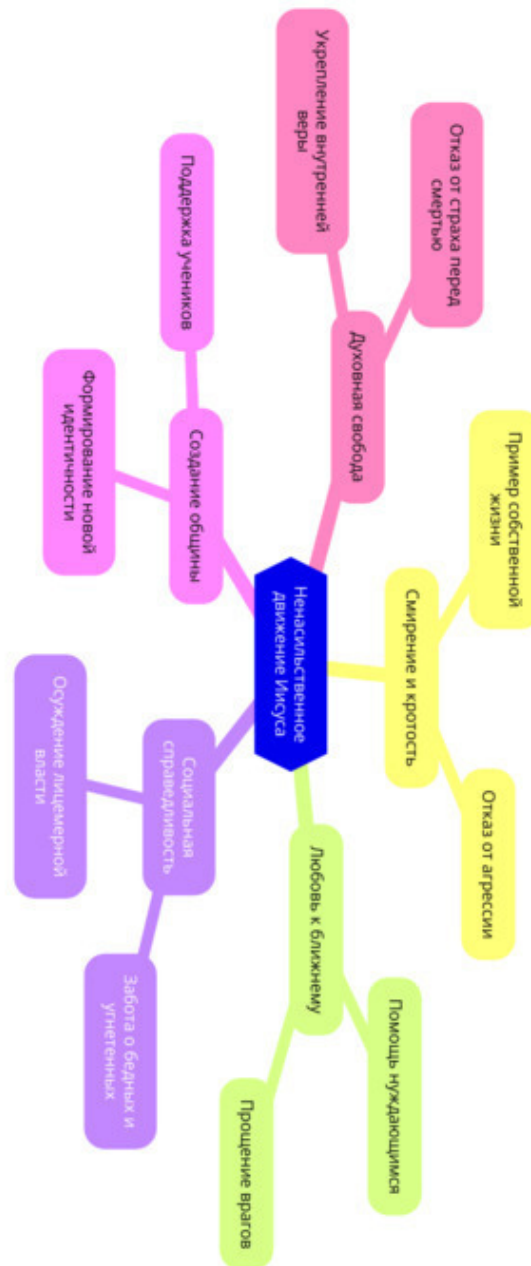 Ненасильственное
движение Иисуса
Духовная свобода
Укрепление внутренней
веры
Отказ от страха перед
смертью
Смирение и кротость
Пример собственной
жизни
Отказ от агрессии
Любовь к ближнему
Помощь нуждающимся
Прощение врагов
Социальная
справедливость
Забота о бедных и
угнетенных
Осуждение лицемерной
власти
Создание общины
Формирование новой
идентичности
Поддержка учеников